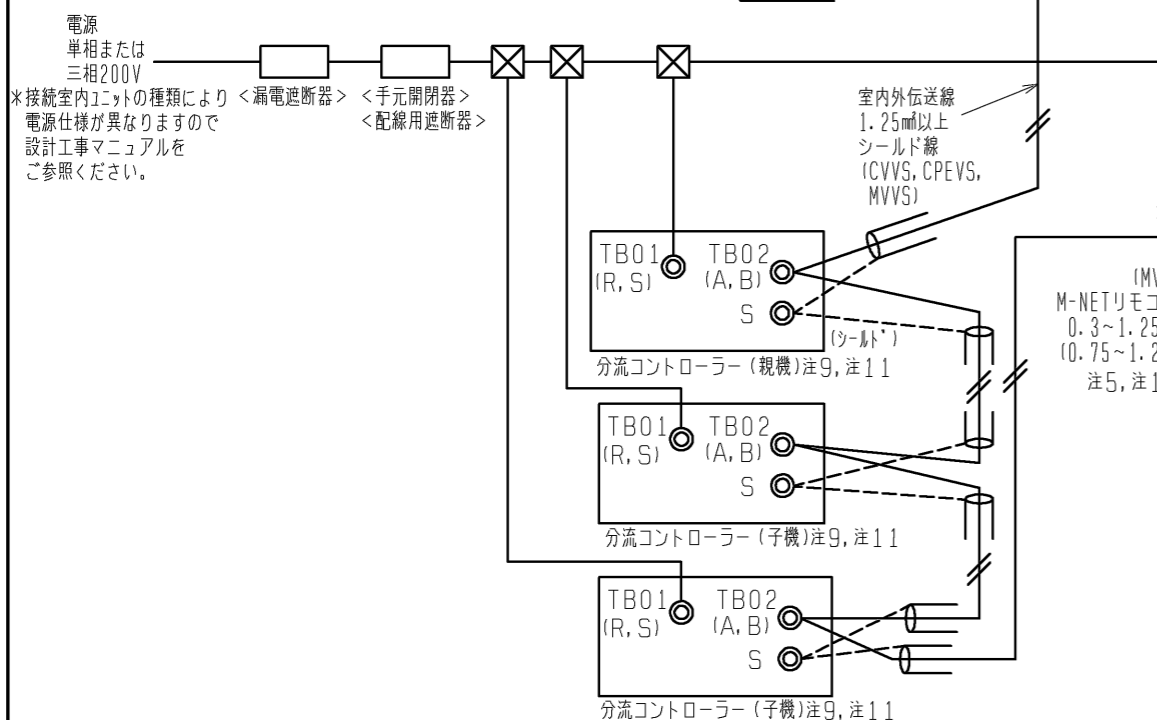 電源
単相または
三相200V
*接続室内ユニットの種類により
電源仕様が異なりますので
設計工事マニュアルを
ご参照ください。
<漏電遮断器>
<手元開閉器>
<配線用遮断器>
室内外伝送線
1.25㎟以上
シールド線
(CVVS,CPEVS,
MVVS)
TB01
(R,S)
TB02
(A,B)
S
(シールド)
分流コントローラー(親機)注9,注11
(MV
M-NETリモコ
0.3~1.25
(0.75~1.2
注5,注1
TB01
(R,S)
TB02
(A,B)
S
分流コントローラー(子機)注9,注11
TB01
(R,S)
TB02
(A,B)
S
分流コントローラー(子機)注9,注11